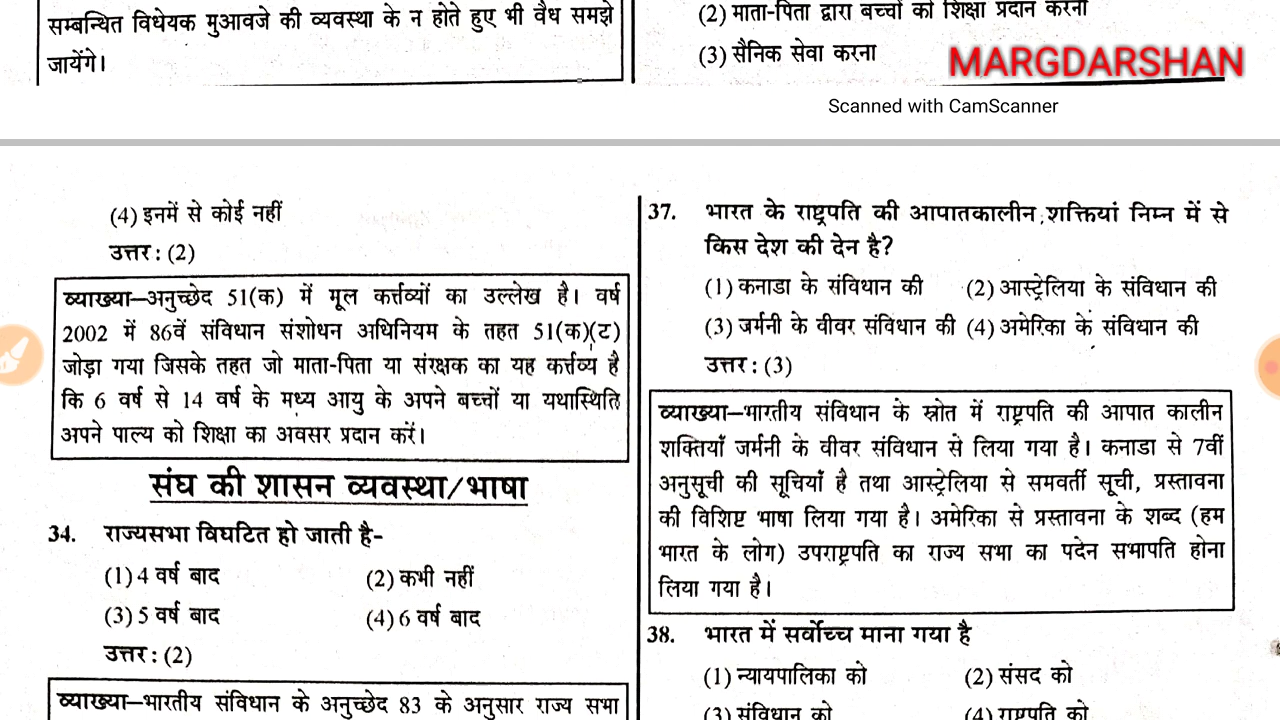 सम्बन्धित विधेयक मुआवजे की व्यवस्था के न होते हुए भी वैध समझे
जायेंगे।
(2) माता-पिता द्वारा बच्चों को शिक्षा प्रदान करना
(3) सैनिक सेवा करना
MARGDARSHAN
Scanned with CamScanner
(4) इनमें से कोई नहीं
उत्तर : (2)
व्याख्या–अनुच्छेद 51(क) में मूल कर्त्तव्यों का उल्लेख है। वर्ष
2002 में 86वें संविधान संशोधन अधिनियम के तहत 51(क)(ट)
जोड़ा गया जिसके तहत जो माता-पिता या संरक्षक का यह कर्त्तव्य है
कि 6 वर्ष से 14 वर्ष के मध्य आयु के अपने बच्चों या यथास्थिति
अपने पाल्य को शिक्षा का अवसर प्रदान करें।
संघ की शासन व्यवस्था/भाषा
34. राज्यसभा विघटित हो जाती है-
(1) 4 वर्ष बाद (2) कभी नहीं
(3) 5 वर्ष बाद (4) 6 वर्ष बाद
उत्तर : (2)
व्याख्या–भारतीय संविधान के अनुच्छेद 83 के अनुसार राज्य सभा
37. भारत के राष्ट्रपति की आपातकालीन शक्तियां निम्न में से
किस देश की देन है?
(1) कनाडा के संविधान की (2) आस्ट्रेलिया के संविधान की
(3) जर्मनी के वीवर संविधान की (4) अमेरिका के संविधान की
उत्तर : (3)
व्याख्या–भारतीय संविधान के स्रोत में राष्ट्रपति की आपात कालीन
शक्तियाँ जर्मनी के वीवर संविधान से लिया गया है। कनाडा से 7वीं
अनुसूची की सूचियाँ है तथा आस्ट्रेलिया से समवर्ती सूची, प्रस्तावना
की विशिष्ट भाषा लिया गया है। अमेरिका से प्रस्तावना के शब्द (हम
भारत के लोग) उपराष्ट्रपति का राज्य सभा का पदेन सभापति होना
लिया गया है।
38. भारत में सर्वोच्च माना गया है
(1) न्यायपालिका को (2) संसद को
(3) संविधान को (4) राष्ट्रपति को